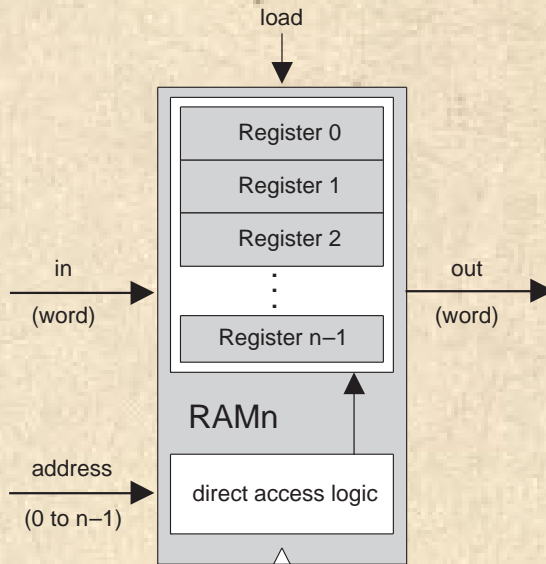 load
Register 0
Register 1
Register 2
in
(word)
out
(word)
Register n–1
RAMn
address
(0 to n–1)
direct access logic